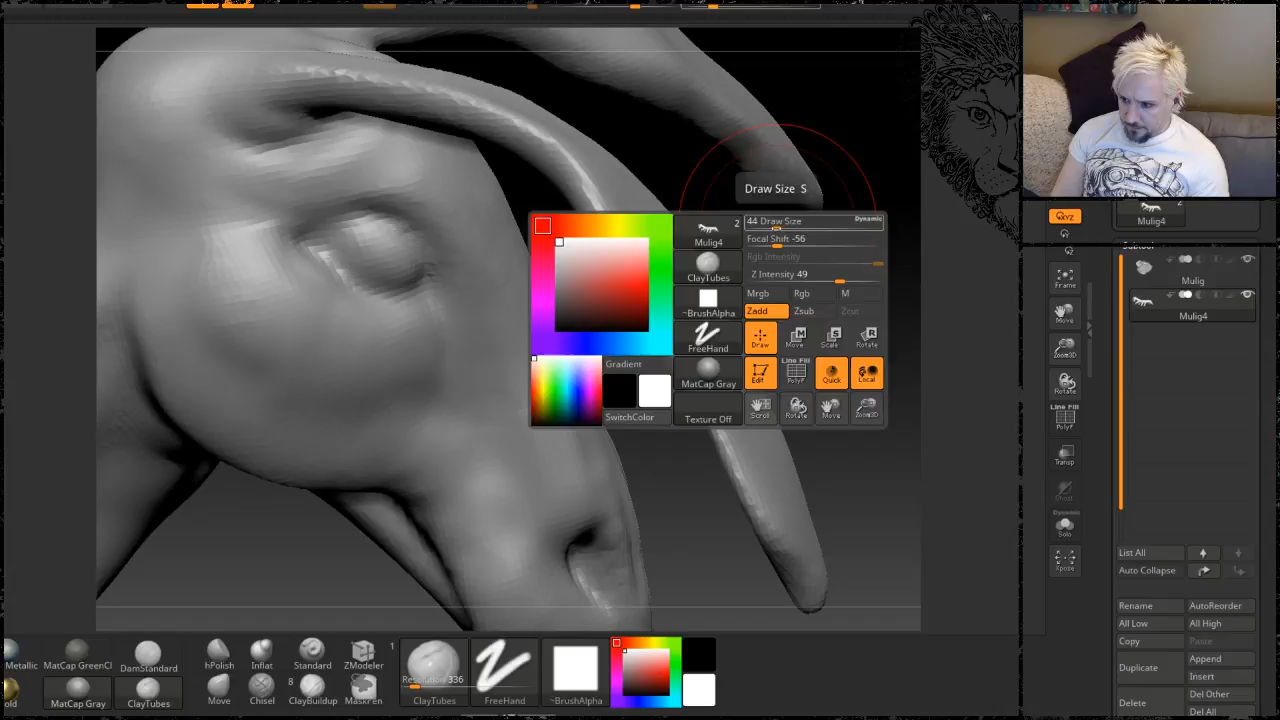 Draw Size S
2
Mulig4
ClayTubes
~BrushAlpha
FreeHand
MatCap Gray
Texture Off
Gradient
SwitchColor
44 Draw Size
Dynamic
Focal Shift -56
Rgb Intensity
Z Intensity 49
Mrgb Rgb M
Zadd Zsub Zcut
Draw Move Scale Rotate
Line Fill
Edit PolyF Quick Local
Scroll Rotate Move Zoom3D
XYZ
Frame
Move
Zoom3D
Rotate
Line Fill
PolyF
Transp
Ghost
Dynamic
Solo
Xpose
2
Mulig4
Subtool
Mulig
Mulig4
List All
Auto Collapse
Rename AutoReorder
All Low All High
Copy Paste
Duplicate Append
Insert
Delete Del Other
Del All
Metallic MatCap GreenCl DamStandard
hPolish Inflat Standard ZModeler
1
old MatCap Gray ClayTubes
Move Chisel 8 ClayBuildup MaskPen
Resolution 336
ClayTubes
FreeHand
~BrushAlpha